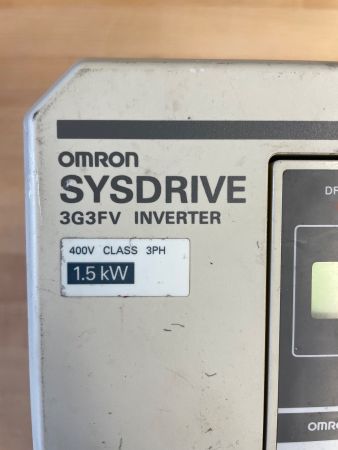 OMRON
SYSDRIVE
3G3FV INVERTER
400V CLASS 3PH
1.5 kW